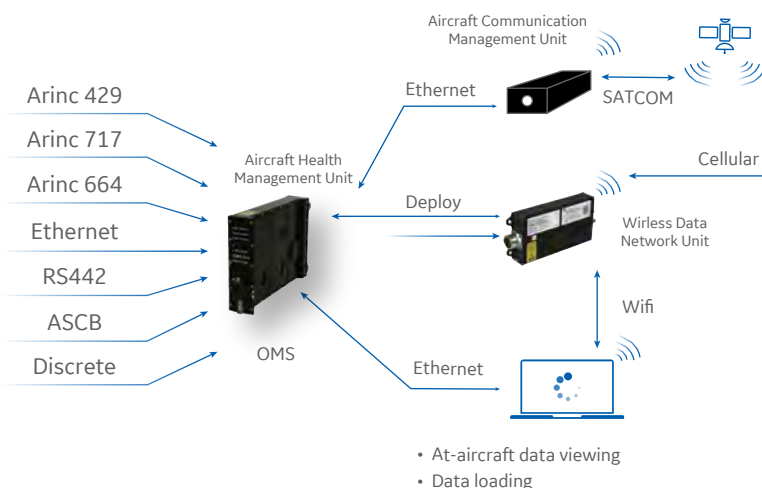 Aircraft Communication
Management Unit
Ethernet
SATCOM
Arinc 429
Arinc 717
Arinc 664
Ethernet
RS442
ASCB
Discrete
Aircraft Health
Management Unit
OMS
Deploy
Cellular
Wirless Data
Network Unit
Wifi
Ethernet
• At-aircraft data viewing
• Data loading